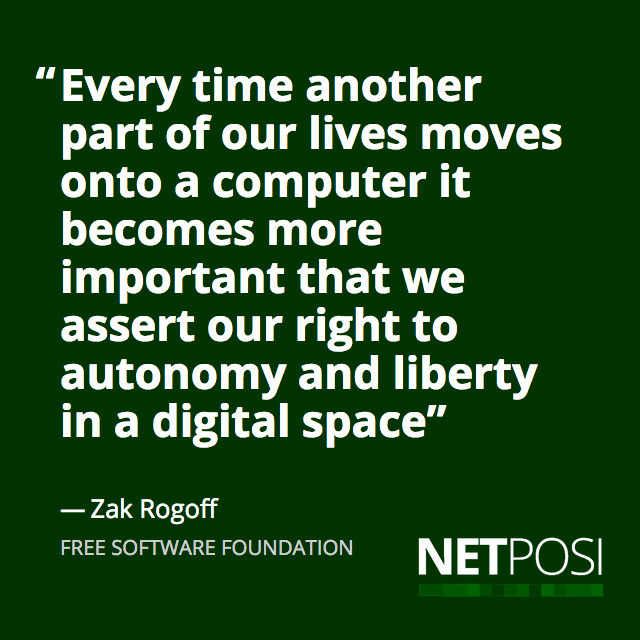 “Every time another
part of our lives moves
onto a computer it
becomes more
important that we
assert our right to
autonomy and liberty
in a digital space”
— Zak Rogoff
FREE SOFTWARE FOUNDATION
NETPOSI